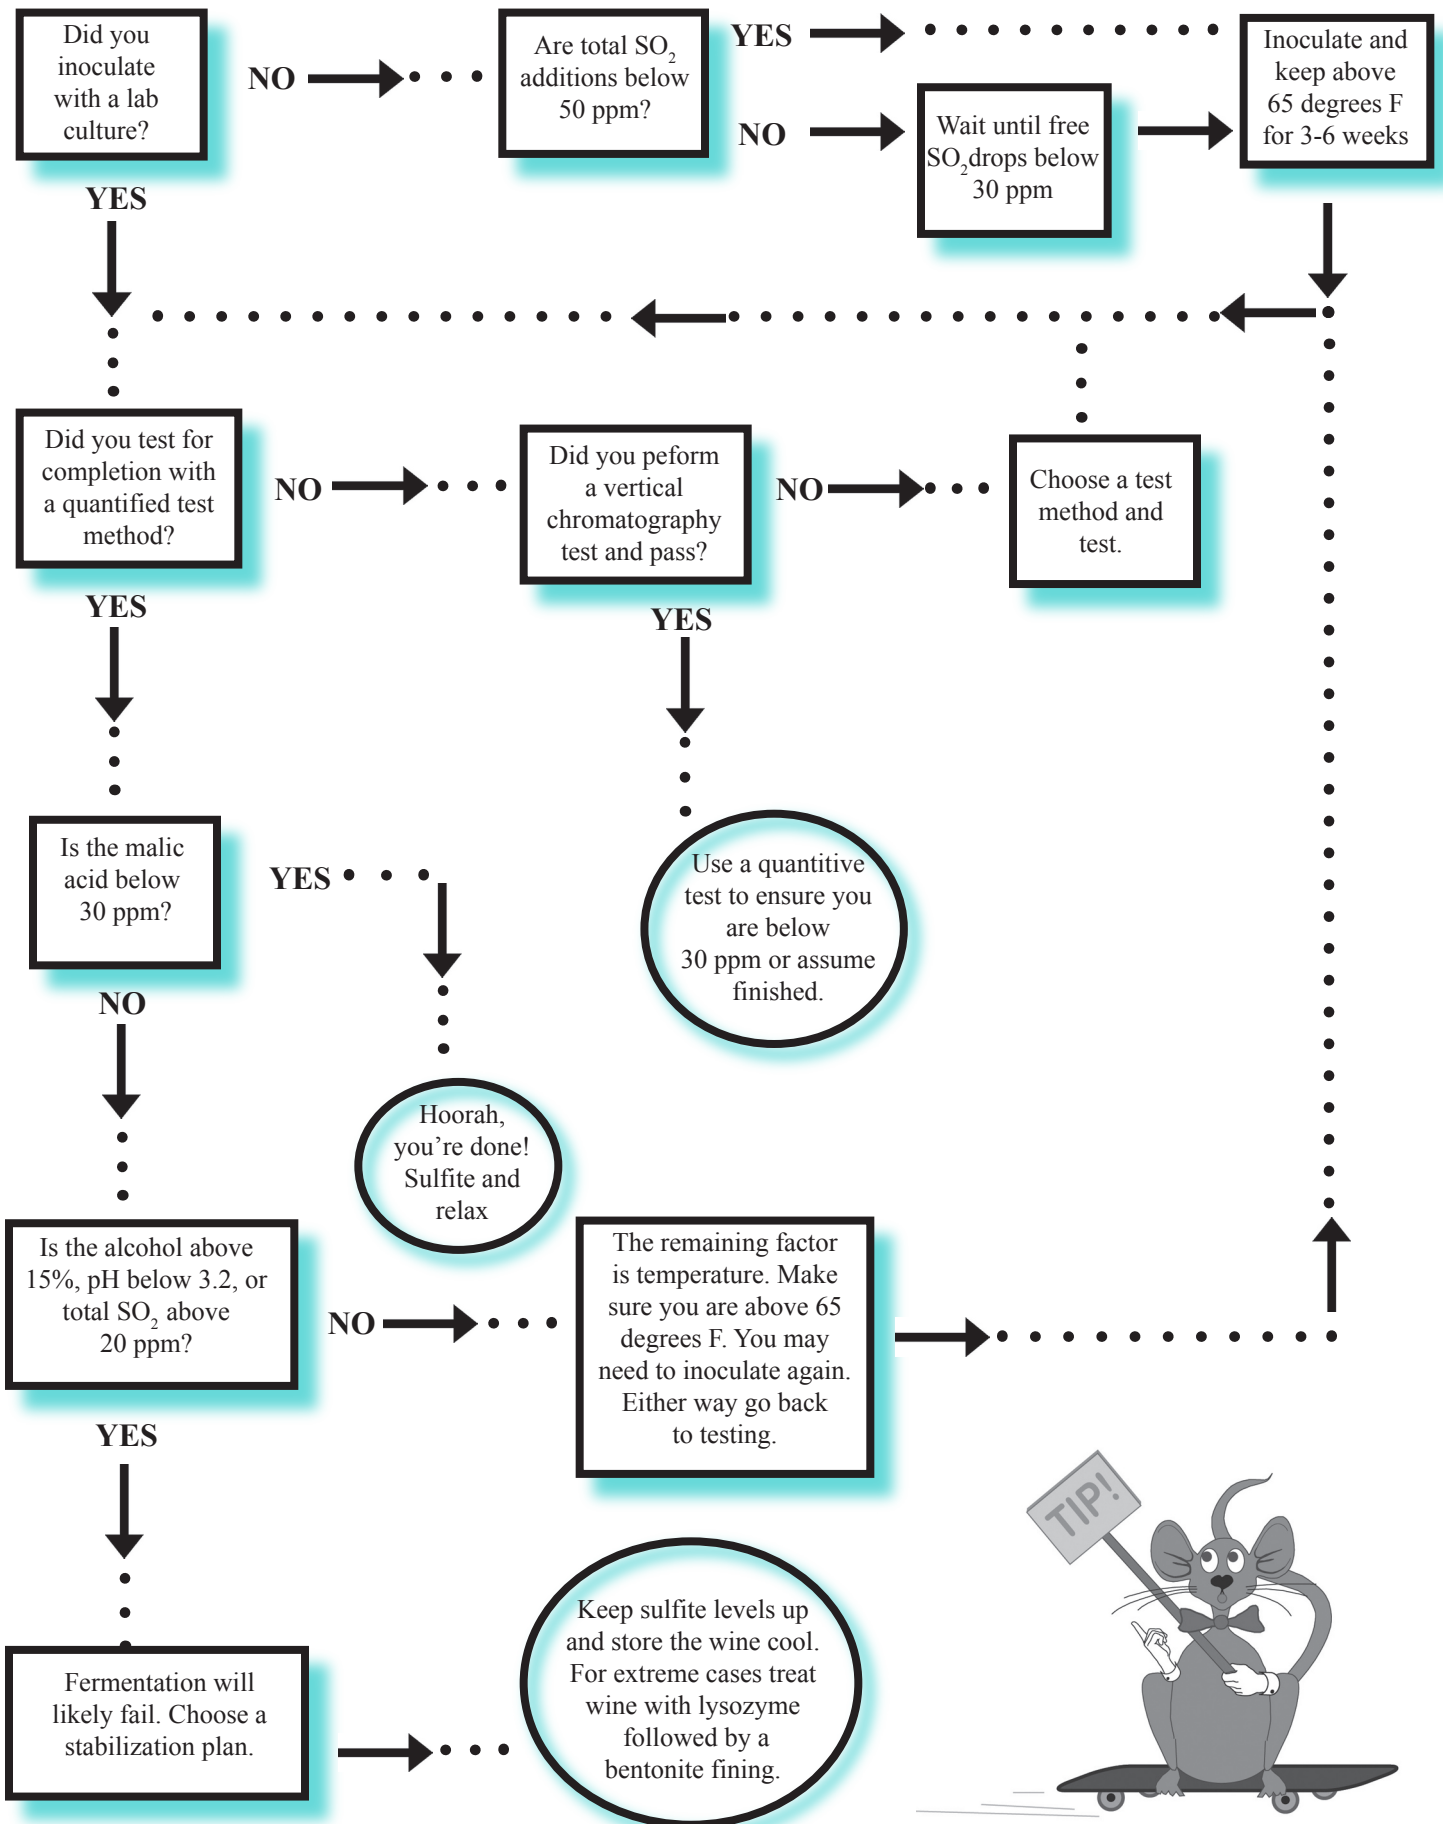 Did you
inoculate
with a lab
culture?
NO
Are total SO₂
additions below
50 ppm?
YES
NO
Wait until free
SO₂drops below
30 ppm
Inoculate and
keep above
65 degrees F
for 3-6 weeks
YES
Did you test for
completion with
a quantified test
method?
NO
Did you peform
a vertical
chromatography
test and pass?
NO
Choose a test
method and
test.
YES
YES
Is the malic
acid below
30 ppm?
YES
Use a quantitive
test to ensure you
are below
30 ppm or assume
finished.
NO
Hoorah,
you’re done!
Sulfite and
relax
Is the alcohol above
15%, pH below 3.2, or
total SO₂ above
20 ppm?
NO
The remaining factor
is temperature. Make
sure you are above 65
degrees F. You may
need to inoculate again.
Either way go back
to testing.
YES
Fermentation will
likely fail. Choose a
stabilization plan.
Keep sulfite levels up
and store the wine cool.
For extreme cases treat
wine with lysozyme
followed by a
bentonite fining.
TIP!